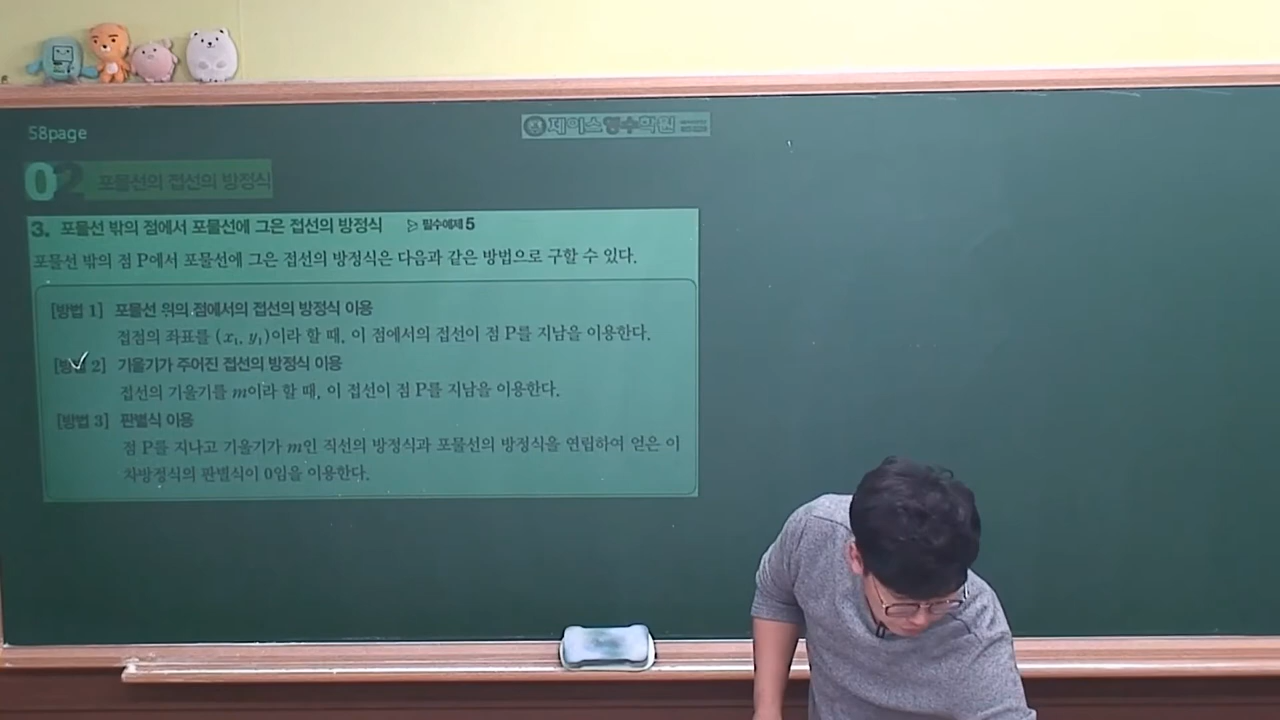 58page
제이스영수학원
02 포물선의 접선의 방정식
3. 포물선 밖의 점에서 포물선에 그은 접선의 방정식 ▷ 필수예제 5
포물선 밖의 점 P에서 포물선에 그은 접선의 방정식은 다음과 같은 방법으로 구할 수 있다.
[방법 1] 포물선 위의 점에서의 접선의 방정식 이용
접점의 좌표를 (x₁, y₁)이라 할 때, 이 점에서의 접선이 점 P를 지남을 이용한다.
[방법 2] 기울기가 주어진 접선의 방정식 이용
접선의 기울기를 m이라 할 때, 이 접선이 점 P를 지남을 이용한다.
[방법 3] 판별식 이용
점 P를 지나고 기울기가 m인 직선의 방정식과 포물선의 방정식을 연립하여 얻은 이
차방정식의 판별식이 0임을 이용한다.